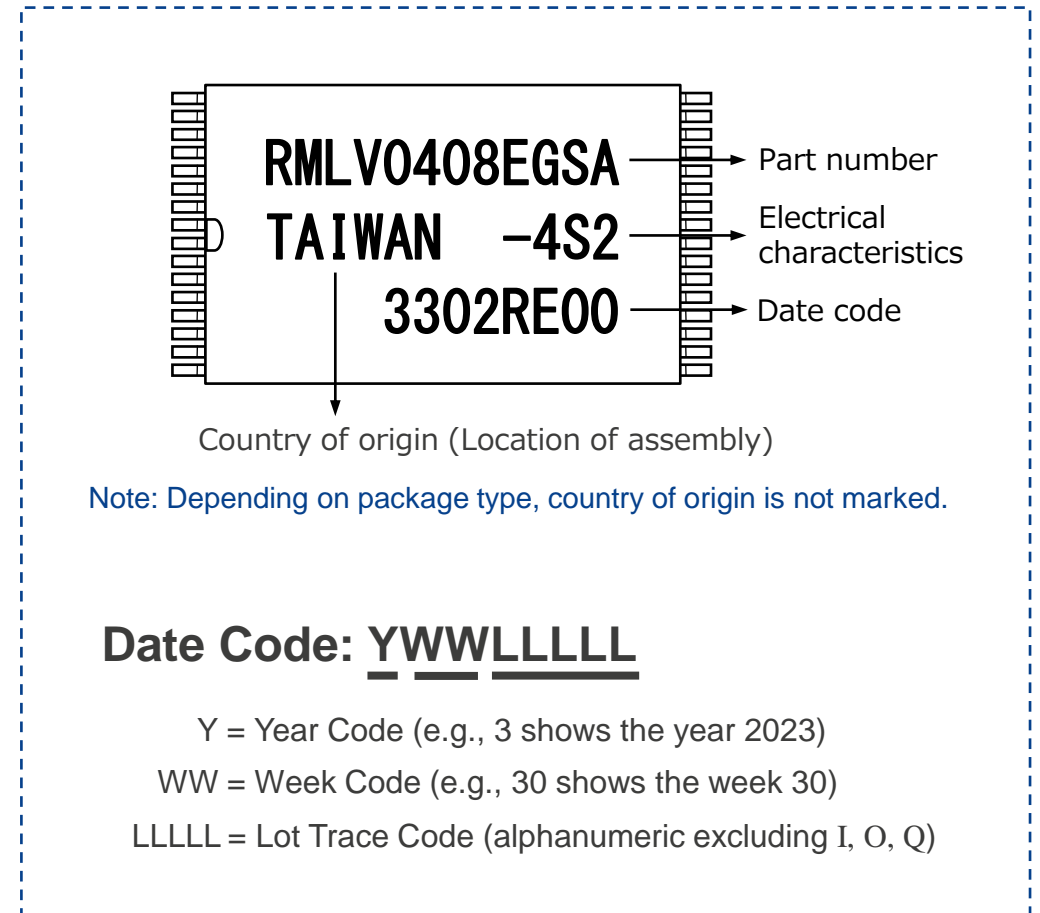 RMLV0408EGSA
Part number
TAIWAN -4S2
Electrical
characteristics
3302RE00
Date code
Country of origin (Location of assembly)
Note: Depending on package type, country of origin is not marked.
Date Code: YWWLLLLL
Y = Year Code (e.g., 3 shows the year 2023)
WW = Week Code (e.g., 30 shows the week 30)
LLLLL = Lot Trace Code (alphanumeric excluding I, O, Q)